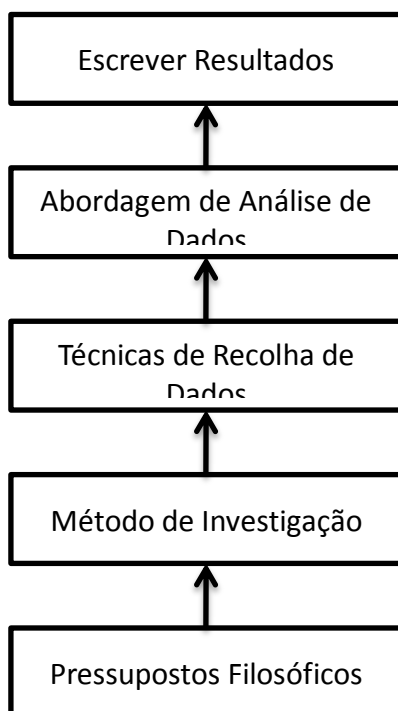 Escrever Resultados
Abordagem de Análise de
Dados
Técnicas de Recolha de
Dados
Método de Investigação
Pressupostos Filosóficos